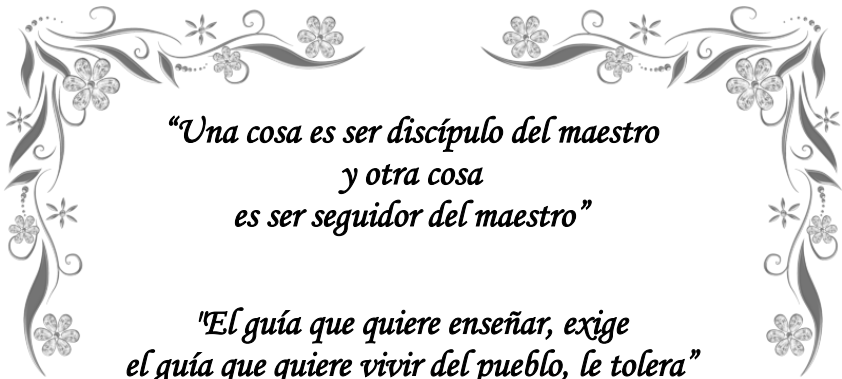 “Una cosa es ser discípulo del maestro
y otra cosa
es ser seguidor del maestro”
"El guía que quiere enseñar, exige
el guía que quiere vivir del pueblo, le tolera”